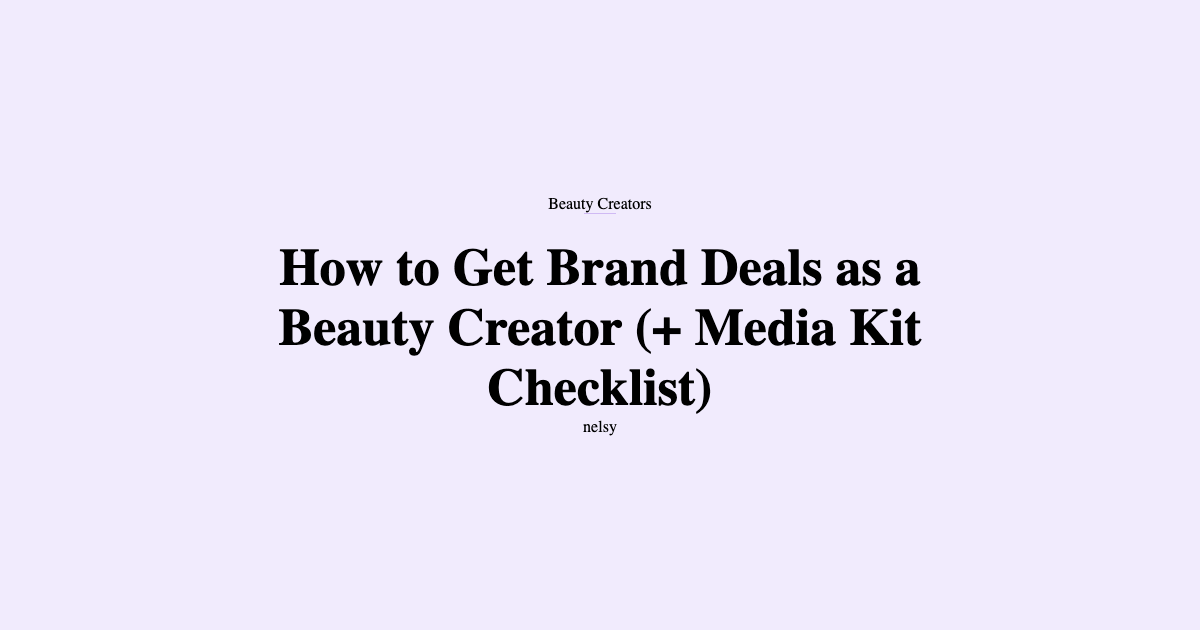 Beauty Creators
How to Get Brand Deals as a
Beauty Creator (+ Media Kit
Checklist)
nelsy